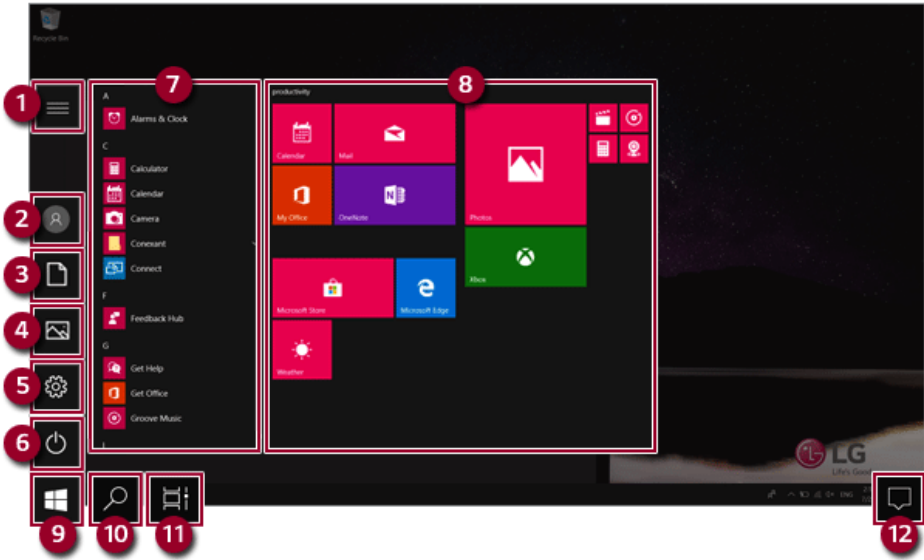 Recycle Bin
1
2
3
4
5
6
7
A
Alarms & Clock
C
Calculator
Calendar
Camera
Conexant
Connect
F
Feedback Hub
G
Get Help
Get Office
Groove Music
8
productivity
Calendar
Mail
My Office
OneNote
Photos
Xbox
Microsoft Store
Microsoft Edge
Weather
LG
Life's Good
ENG
9
10
11
12